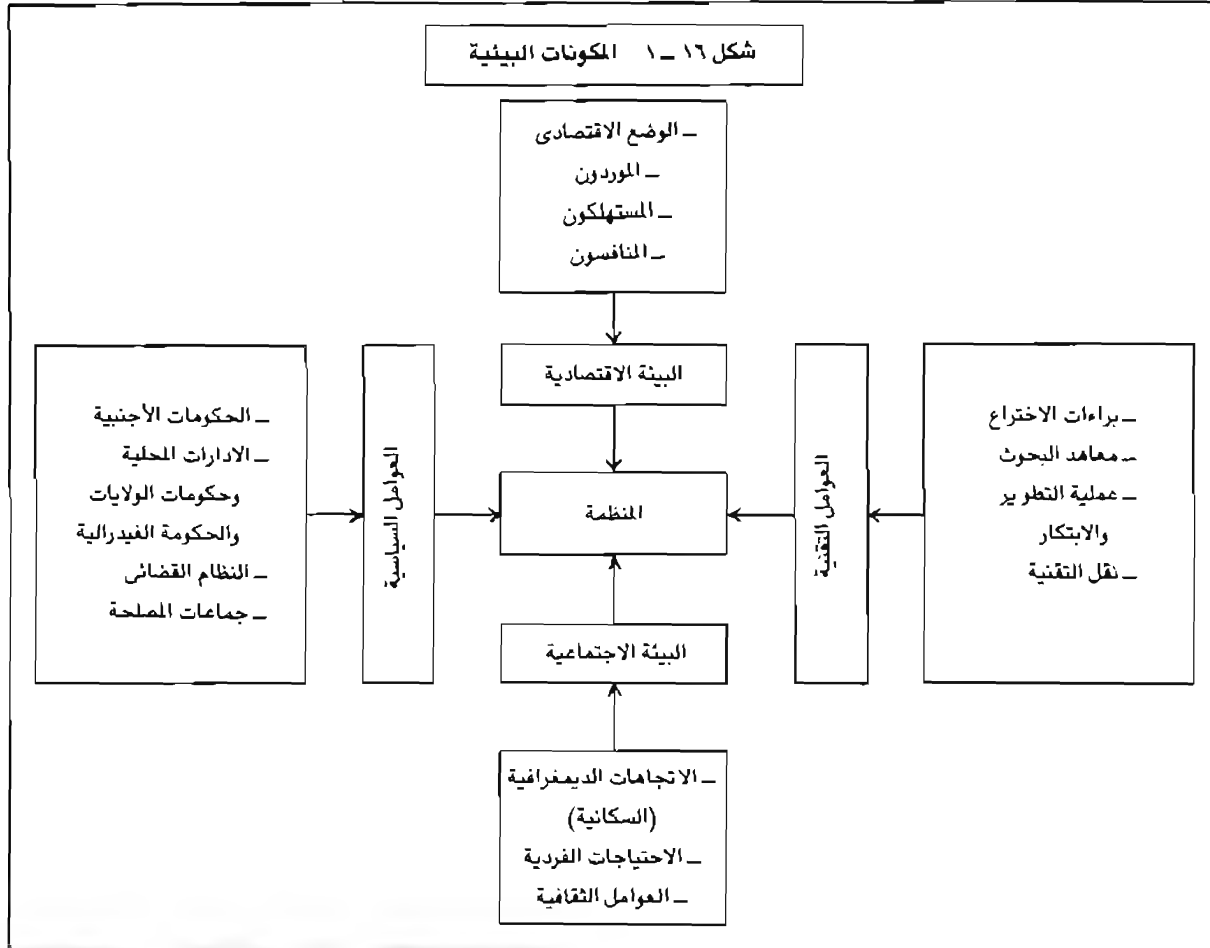 شكل ١٦ – ١ المكونات البيئية
– الوضع الاقتصادى
– الموردون
– المستهلكون
– المنافسون
البيئة الاقتصادية
– براءات الاختراع
– معاهد البحوث
– عملية التطوير
والابتكار
– نقل التقنية
العوامل التقنية
المنظمة
العوامل السياسية
– الحكومات الأجنبية
– الادارات المحلية
وحكومات الولايات
والحكومة الفيدرالية
– النظام القضائى
– جماعات المصلحة
البيئة الاجتماعية
– الاتجاهات الديمغرافية
(السكانية)
– الاحتياجات الفردية
– العوامل الثقافية